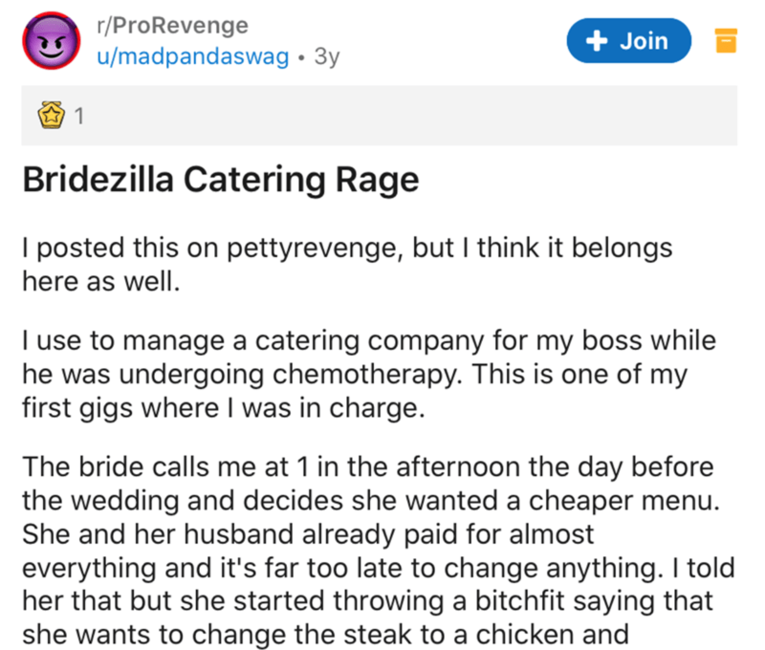 r/ProRevenge
u/madpandaswag • 3y
+ Join
1
Bridezilla Catering Rage
I posted this on pettyrevenge, but I think it belongs
here as well.
I use to manage a catering company for my boss while
he was undergoing chemotherapy. This is one of my
first gigs where I was in charge.
The bride calls me at 1 in the afternoon the day before
the wedding and decides she wanted a cheaper menu.
She and her husband already paid for almost
everything and it's far too late to change anything. I told
her that but she started throwing a bitchfit saying that
she wants to change the steak to a chicken and